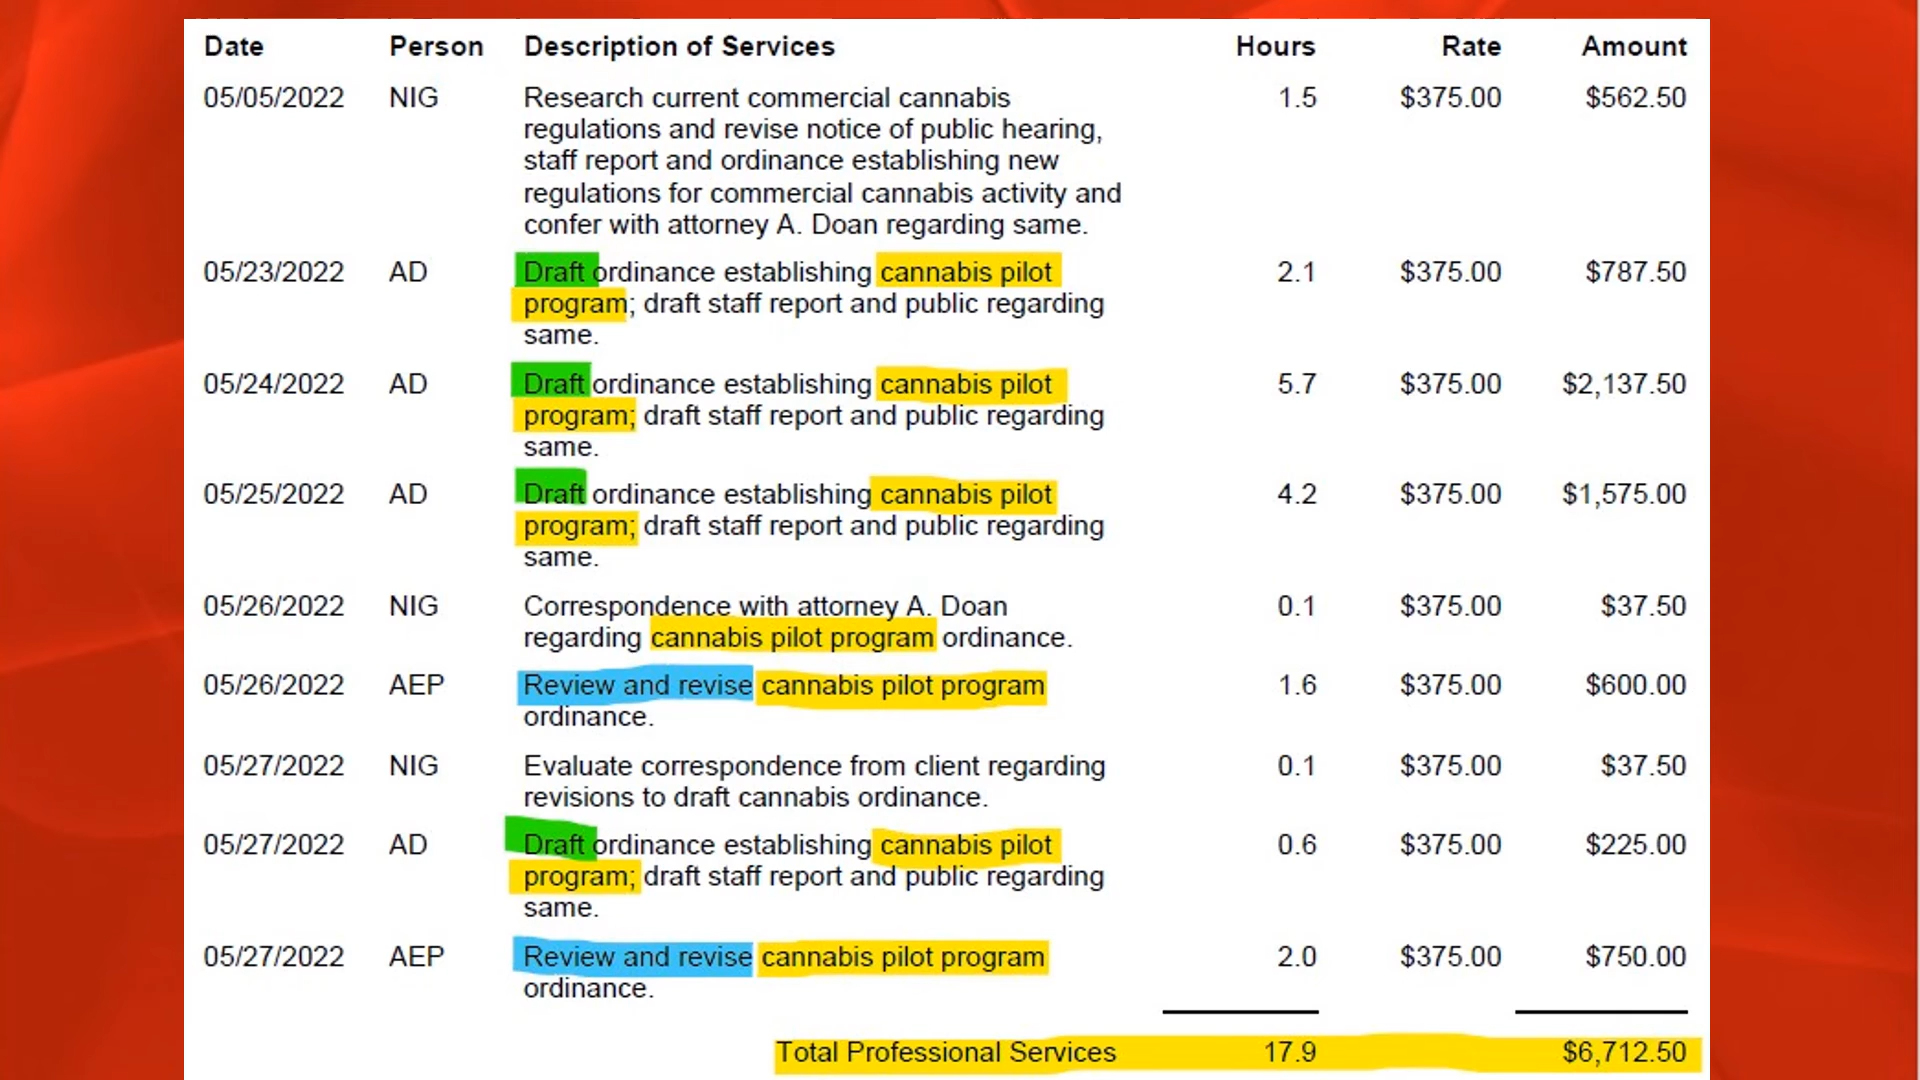 Date Person Description of Services Hours Rate Amount
05/05/2022 NIG Research current commercial cannabis 1.5 $375.00 $562.50
regulations and revise notice of public hearing,
staff report and ordinance establishing new
regulations for commercial cannabis activity and
confer with attorney A. Doan regarding same.
05/23/2022 AD Draft ordinance establishing cannabis pilot 2.1 $375.00 $787.50
program; draft staff report and public regarding
same.
05/24/2022 AD Draft ordinance establishing cannabis pilot 5.7 $375.00 $2,137.50
program; draft staff report and public regarding
same.
05/25/2022 AD Draft ordinance establishing cannabis pilot 4.2 $375.00 $1,575.00
program; draft staff report and public regarding
same.
05/26/2022 NIG Correspondence with attorney A. Doan 0.1 $375.00 $37.50
regarding cannabis pilot program ordinance.
05/26/2022 AEP Review and revise cannabis pilot program 1.6 $375.00 $600.00
ordinance.
05/27/2022 NIG Evaluate correspondence from client regarding 0.1 $375.00 $37.50
revisions to draft cannabis ordinance.
05/27/2022 AD Draft ordinance establishing cannabis pilot 0.6 $375.00 $225.00
program; draft staff report and public regarding
same.
05/27/2022 AEP Review and revise cannabis pilot program 2.0 $375.00 $750.00
ordinance.
Total Professional Services 17.9 $6,712.50